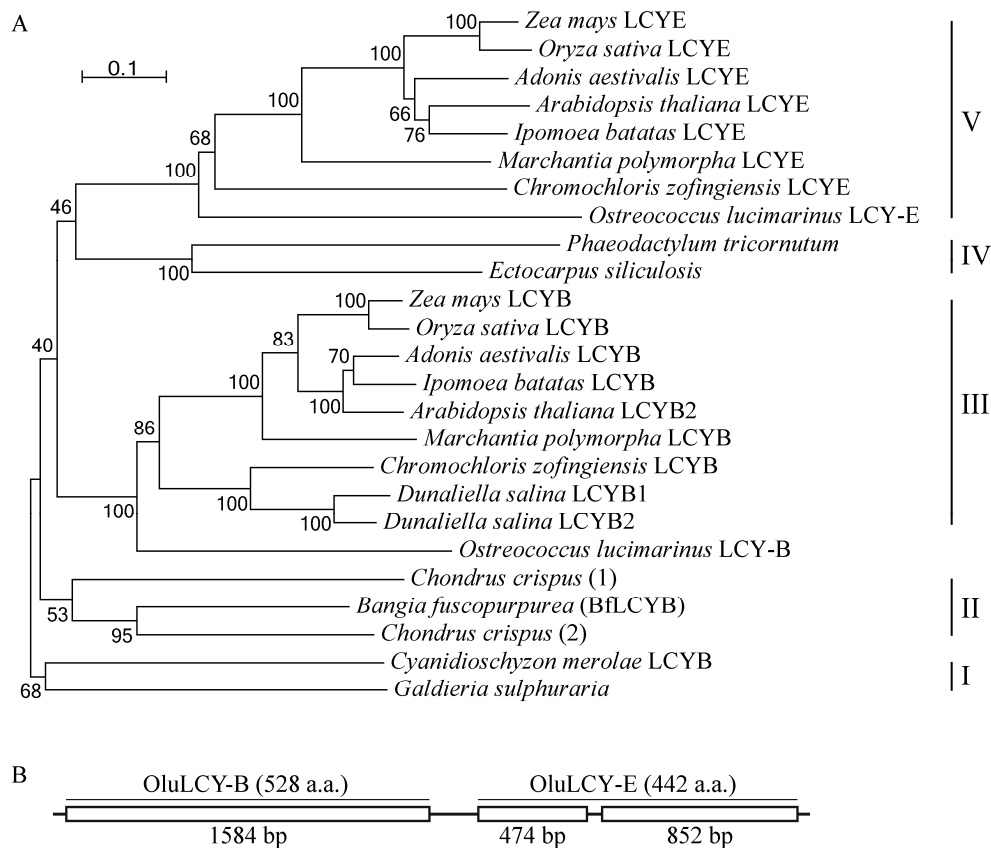 A
0.1
100 Zea mays LCYE
Oryza sativa LCYE
100
Adonis aestivalis LCYE
Arabidopsis thaliana LCYE
66
76
Ipomoea batatas LCYE
100
Marchantia polymorpha LCYE
68
Chromochloris zofingiensis LCYE
100
Ostreococcus lucimarinus LCY-E
V
46
Phaeodactylum tricornutum
100
Ectocarpus siliculosis
IV
100 Zea mays LCYB
Oryza sativa LCYB
83
70 Adonis aestivalis LCYB
Ipomoea batatas LCYB
100
Arabidopsis thaliana LCYB2
100
Marchantia polymorpha LCYB
86
Chromochloris zofingiensis LCYB
100
Dunaliella salina LCYB1
100
Dunaliella salina LCYB2
100
Ostreococcus lucimarinus LCY-B
III
40
Chondrus crispus (1)
53
Bangia fuscopurpurea (BfLCYB)
95
Chondrus crispus (2)
II
Cyanidioschyzon merolae LCYB
68
Galdieria sulphuraria
I
B
OluLCY-B (528 a.a.) OluLCY-E (442 a.a.)
1584 bp 474 bp 852 bp